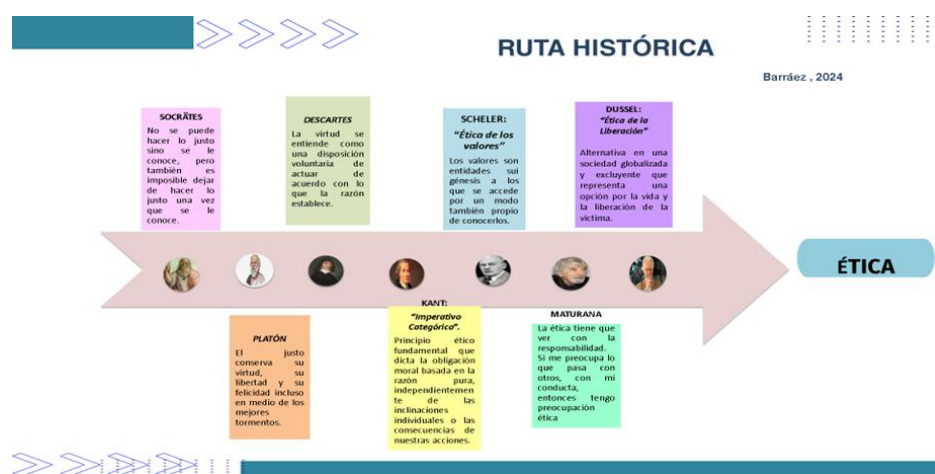 RUTA HISTÓRICA
Barráez , 2024
SOCRÄTES
No se puede
hacer lo justo
sino se le
conoce, pero
también es
imposible dejar
de hacer lo
justo una vez
que se le
conoce.
DESCARTES
La virtud se
entiende como
una disposición
voluntaria de
actuar de
acuerdo con lo
que la razón
establece.
SCHELER:
“Ética de los
valores”
Los valores son
entidades sui
génesis a los
que se accede
por un modo
también propio
de conocerlos.
DUSSEL:
“Ética de la
Liberación”
Alternativa en una
sociedad globalizada
y excluyente que
representa una
opción por la vida y
la liberación de la
victima.
ÉTICA
PLATÓN
El justo
conserva su
virtud, su
libertad y su
felicidad incluso
en medio de los
mejores
tormentos.
KANT:
“Imperativo
Categórico”.
Principio ético
fundamental que
dicta la obligación
moral basada en la
razón pura,
independientemen
te de las
inclinaciones
individuales o las
consecuencias de
nuestras acciones.
MATURANA
La ética tiene que
ver con la
responsabilidad.
Si me preocupa lo
que pasa con
otros, con mi
conducta,
entonces tengo
preocupación
ética